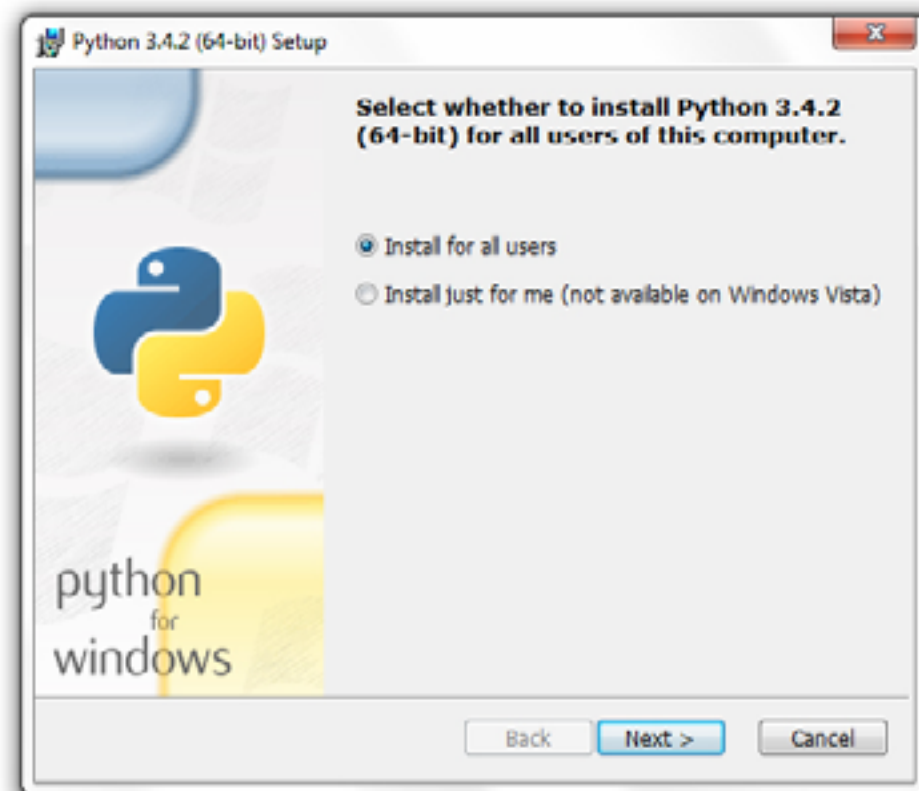 Python 3.4.2 (64-bit) Setup
Select whether to install Python 3.4.2
(64-bit) for all users of this computer.
Install for all users
Install just for me (not available on Windows Vista)
python
for
windows
Back
Next >
Cancel